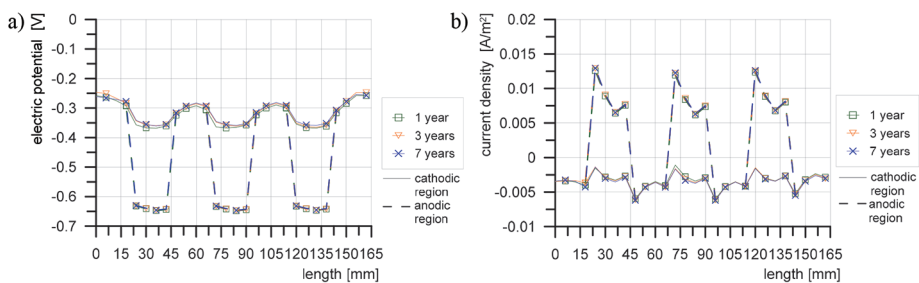 a)
electric potential [V]
0
-0.1
-0.2
-0.3
-0.4
-0.5
-0.6
-0.7
0 15 30 45 60 75 90 105 120 135 150 165
length [mm]
1 year
3 years
7 years
cathodic
region
anodic
region
b)
current density [A/m²]
0.02
0.015
0.01
0.005
0
-0.005
-0.01
0 15 30 45 60 75 90 105 120 135 150 165
length [mm]
1 year
3 years
7 years
cathodic
region
anodic
region